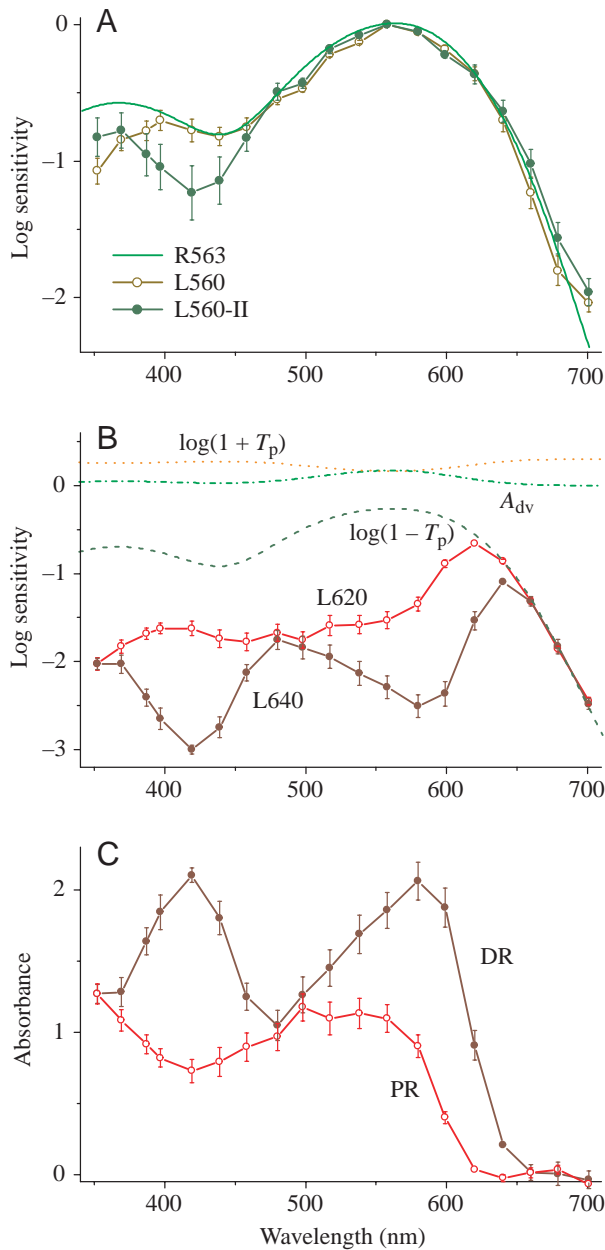 A
0
–1
–2
Log sensitivity
R563
L560
L560-II
400
500
600
700
B
log(1 + Tp)
0
Adv
log(1 – Tp)
–1
L620
–2
L640
–3
Log sensitivity
400
500
600
700
C
2
DR
1
PR
0
Absorbance
400
500
600
700
Wavelength (nm)